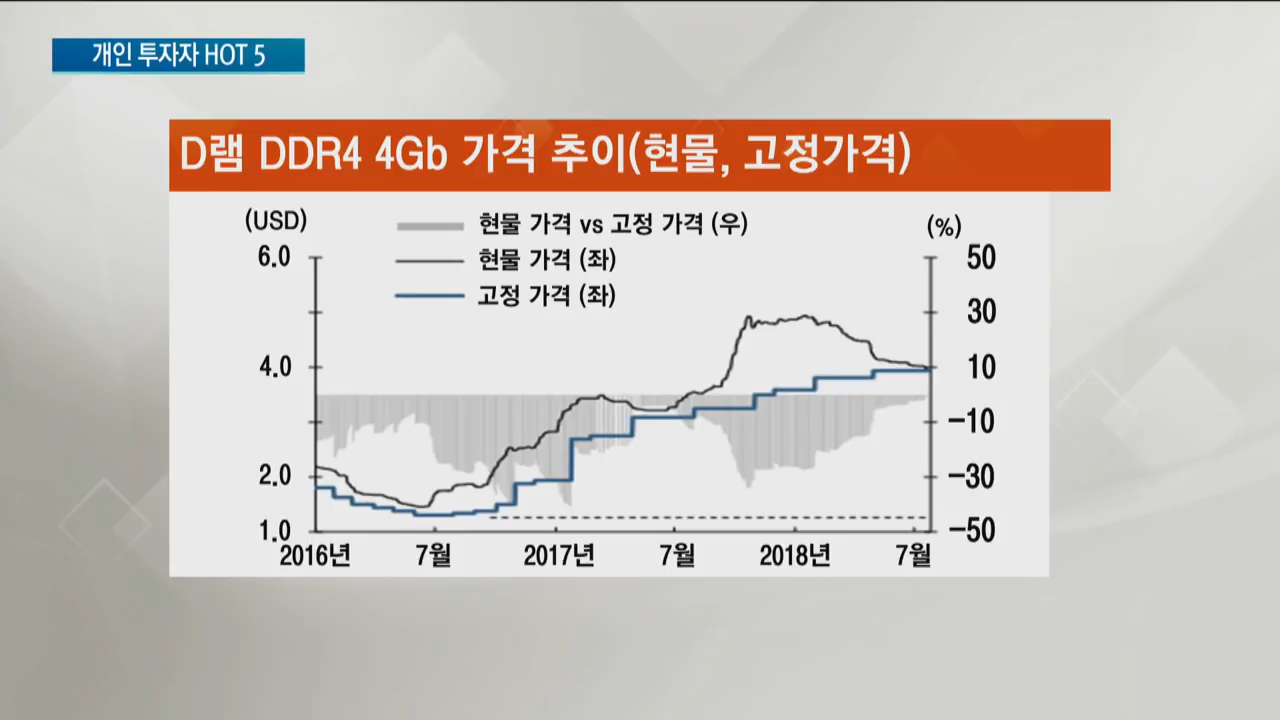 개인 투자자 HOT 5
D램 DDR4 4Gb 가격 추이(현물, 고정가격)
(USD)
현물 가격 vs 고정 가격 (우)
(%)
현물 가격 (좌)
고정 가격 (좌)
6.0
4.0
2.0
1.0
50
30
10
−10
−30
−50
2016년 7월 2017년 7월 2018년 7월